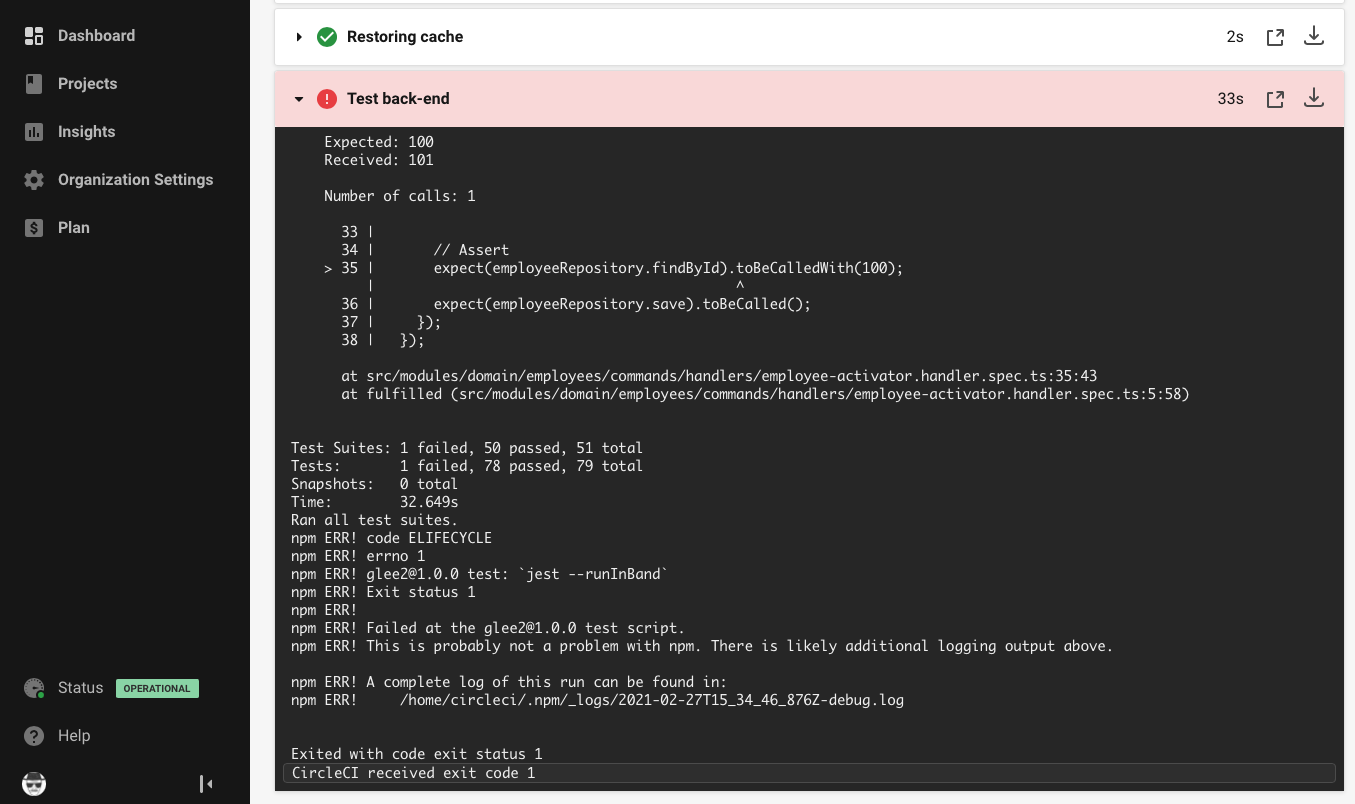 Dashboard
Projects
Insights
Organization Settings
Plan
Status OPERATIONAL
Help
Restoring cache 2s
Test back-end 33s
Expected: 100
Received: 101
Number of calls: 1
33 |
34 |       // Assert
> 35 |       expect(employeeRepository.findById).toBeCalledWith(100);
|                                           ^
36 |       expect(employeeRepository.save).toBeCalled();
37 |     });
38 |   });
at src/modules/domain/employees/commands/handlers/employee-activator.handler.spec.ts:35:43
at fulfilled (src/modules/domain/employees/commands/handlers/employee-activator.handler.spec.ts:5:58)
Test Suites: 1 failed, 50 passed, 51 total
Tests:       1 failed, 78 passed, 79 total
Snapshots:   0 total
Time:        32.649s
Ran all test suites.
npm ERR! code ELIFECYCLE
npm ERR! errno 1
npm ERR! glee2@1.0.0 test: `jest --runInBand`
npm ERR! Exit status 1
npm ERR!
npm ERR! Failed at the glee2@1.0.0 test script.
npm ERR! This is probably not a problem with npm. There is likely additional logging output above.
npm ERR! A complete log of this run can be found in:
npm ERR!     /home/circleci/.npm/_logs/2021-02-27T15_34_46_876Z-debug.log
Exited with code exit status 1
CircleCI received exit code 1